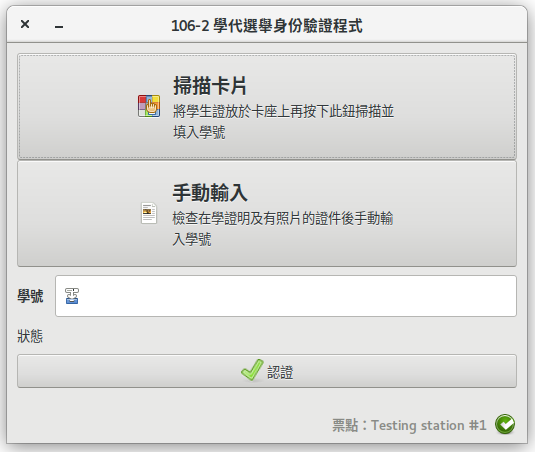 106-2 學代選舉身份驗證程式
掃描卡片
將學生證放於卡座上再按下此鈕掃描並
填入學號
手動輸入
檢查在學證明及有照片的證件後手動輸
入學號
學號
狀態
認證
票點：Testing station #1